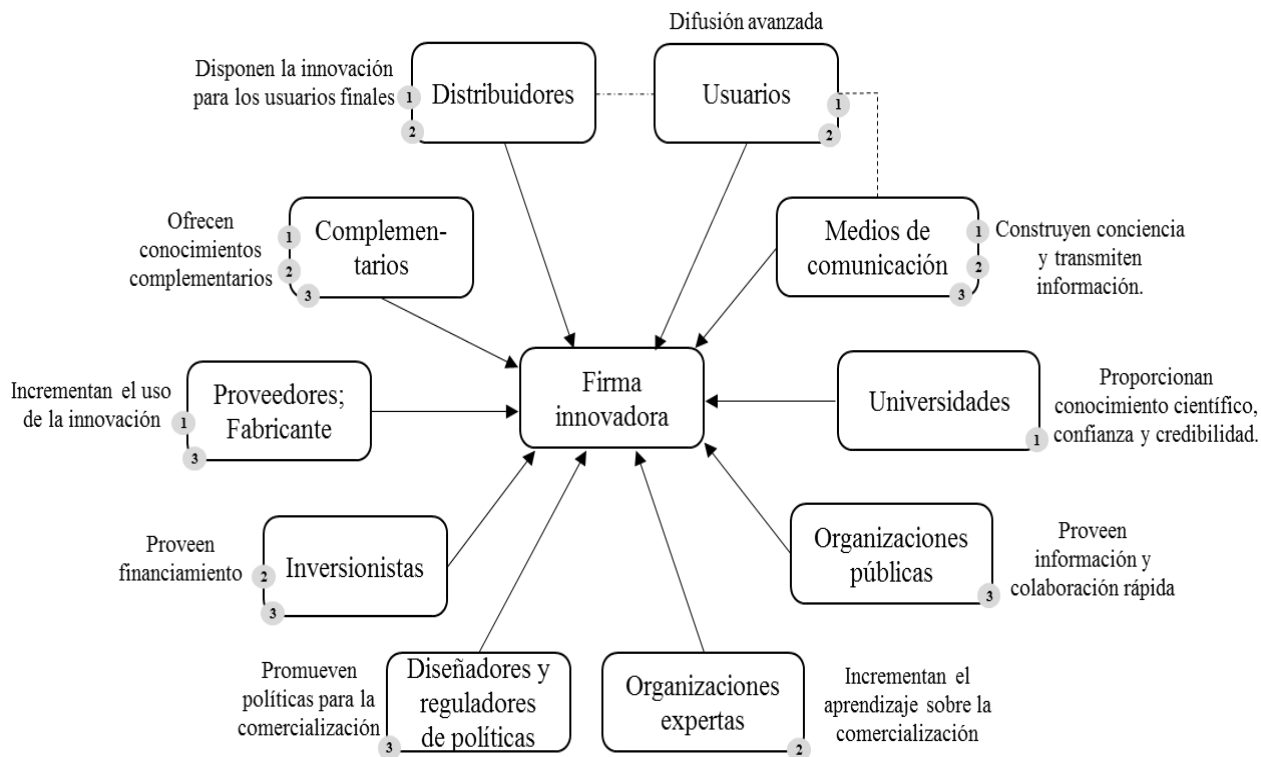 Difusión avanzada
Disponen la innovación
para los usuarios finales
1
2
Distribuidores
Usuarios
1
2
Ofrecen
conocimientos
complementarios
1
2
3
Complemen-
tarios
Medios de
comunicación
1
2
3
Construyen conciencia
y transmiten
información.
Incrementan el uso
de la innovación
1
3
Proveedores;
Fabricante
Firma
innovadora
Universidades
1
Proporcionan
conocimiento científico,
confianza y credibilidad.
Proveen
financiamiento
2
3
Inversionistas
Organizaciones
públicas
3
Proveen
información y
colaboración rápida
Promueven
políticas para la
comercialización
3
Diseñadores y
reguladores
de políticas
Organizaciones
expertas
2
Incrementan el
aprendizaje sobre la
comercialización